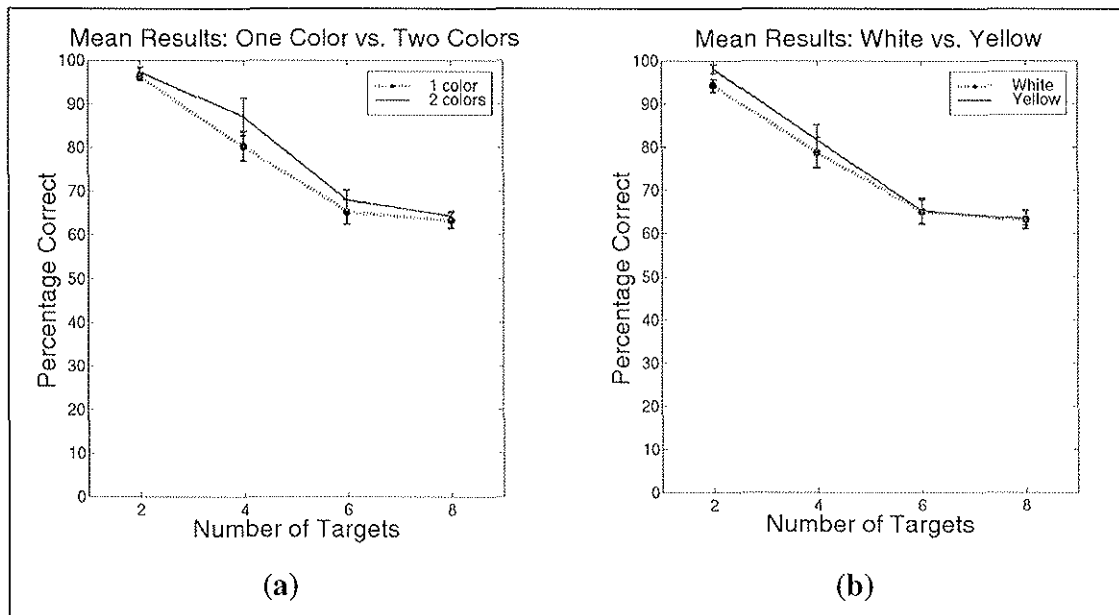 Mean Results: One Color vs. Two Colors
100
90
80
70
60
50
40
30
20
10
0
2 4 6 8
1 color
2 colors
Percentage Correct
Number of Targets
(a)
Mean Results: White vs. Yellow
100
90
80
70
60
50
40
30
20
10
0
2 4 6 8
White
Yellow
Percentage Correct
Number of Targets
(b)